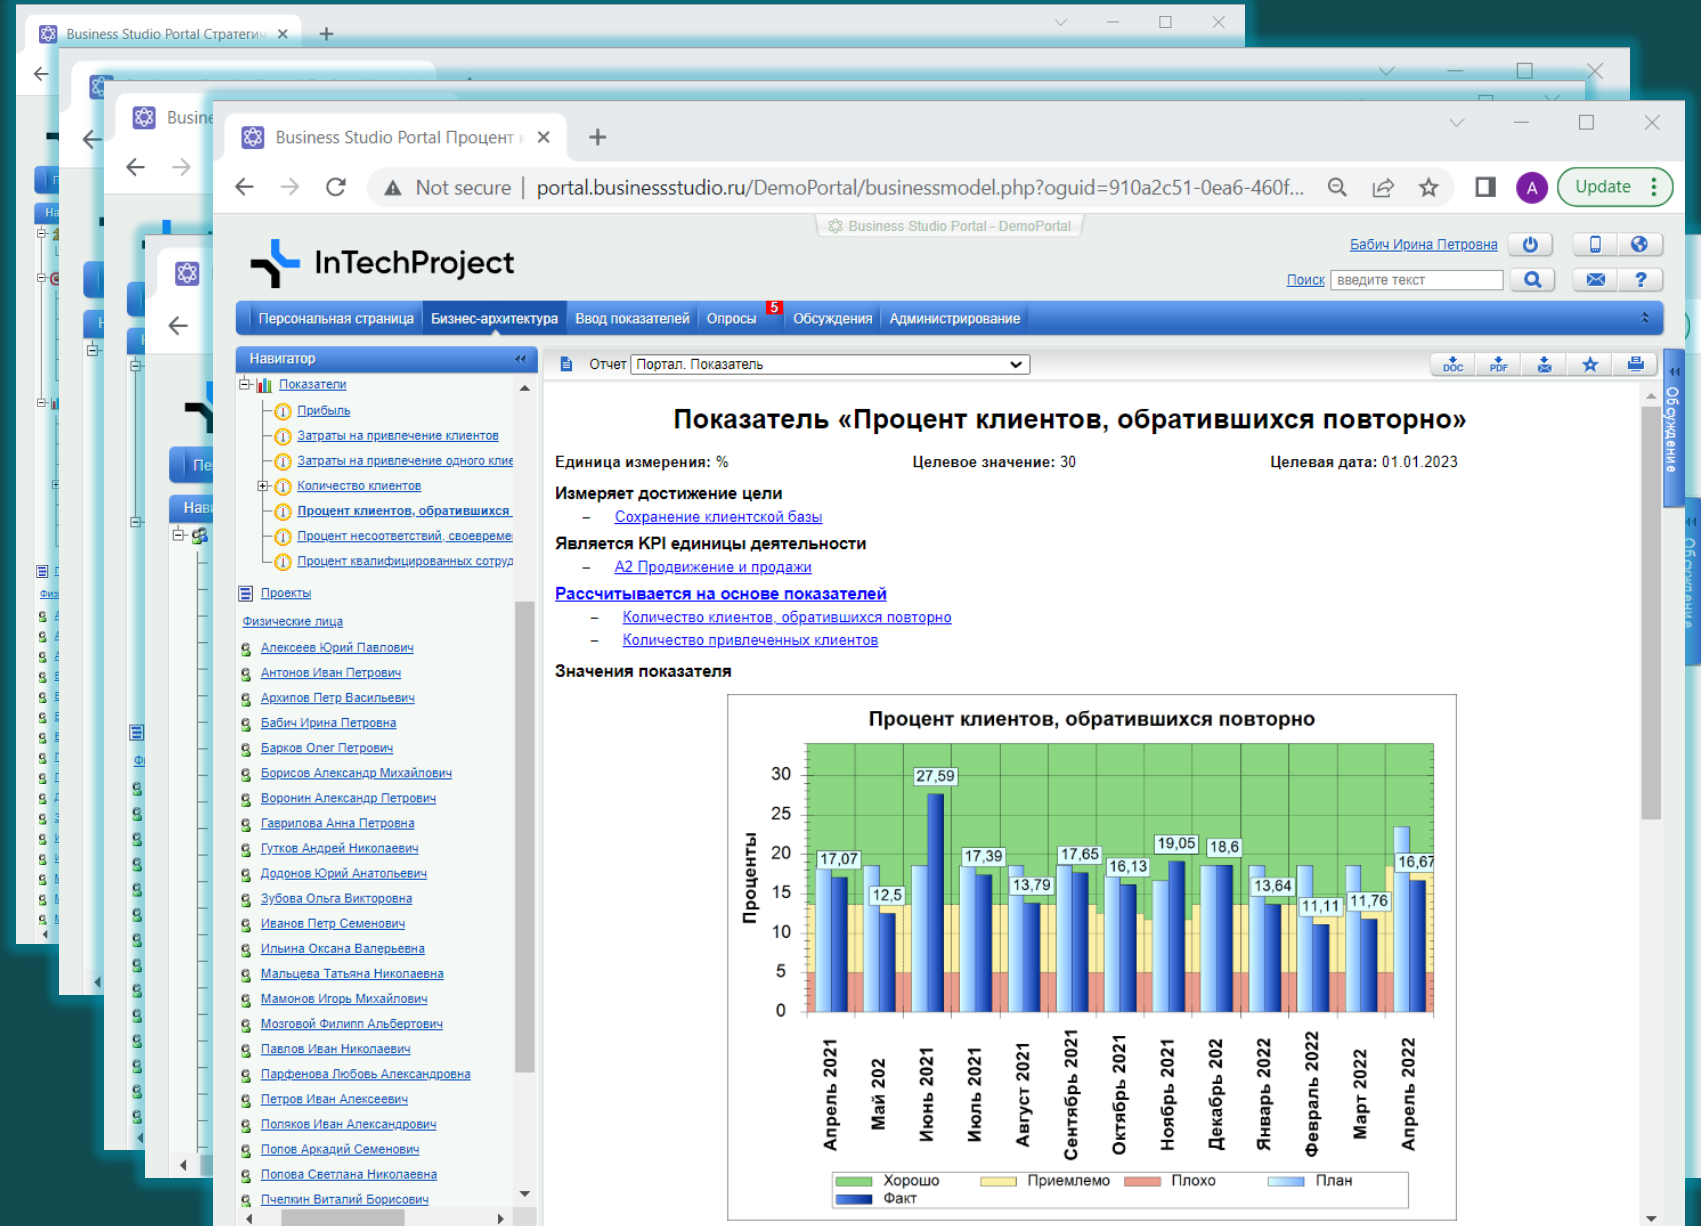 Business Studio Portal Стратегич
Busine
Business Studio Portal Процент к
Not secure | portal.businessstudio.ru/DemoPortal/businessmodel.php?oguid=910a2c51-0ea6-460f...
A
Update
Business Studio Portal - DemoPortal
InTechProject
Бабич Ирина Петровна
Поиск введите текст
?
Персональная страница Бизнес-архитектура Ввод показателей Опросы 5 Обсуждения Администрирование
Навигатор
Отчет Портал. Показатель
DOC PDF
Обсуждение
Показатели
Прибыль
Затраты на привлечение клиентов
Затраты на привлечение одного клие
Количество клиентов
Процент клиентов, обратившихся
Процент несоответствий, своевреме
Процент квалифицированных сотруд
Проекты
Физические лица
Алексеев Юрий Павлович
Антонов Иван Петрович
Архипов Петр Васильевич
Бабич Ирина Петровна
Барков Олег Петрович
Борисов Александр Михайлович
Воронин Александр Петрович
Гаврилова Анна Петровна
Гутков Андрей Николаевич
Додонов Юрий Анатольевич
Зубова Ольга Викторовна
Иванов Петр Семенович
Ильина Оксана Валерьевна
Мальцева Татьяна Николаевна
Мамонов Игорь Михайлович
Мозговой Филипп Альбертович
Павлов Иван Николаевич
Парфенова Любовь Александровна
Петров Иван Алексеевич
Поляков Иван Александрович
Попов Аркадий Семенович
Попова Светлана Николаевна
Пчелкин Виталий Борисович
Показатель «Процент клиентов, обратившихся повторно»
Единица измерения: % Целевое значение: 30 Целевая дата: 01.01.2023
Измеряет достижение цели
– Сохранение клиентской базы
Является KPI единицы деятельности
– A2 Продвижение и продажи
Рассчитывается на основе показателей
– Количество клиентов, обратившихся повторно
– Количество привлеченных клиентов
Значения показателя
Процент клиентов, обратившихся повторно
Проценты
30
25
20
15
10
5
0
17,07
12,5
27,59
17,39
13,79
17,65
16,13
19,05
18,6
13,64
11,11
11,76
16,67
Апрель 2021
Май 202
Июнь 2021
Июль 2021
Август 2021
Сентябрь 2021
Октябрь 2021
Ноябрь 2021
Декабрь 202
Январь 2022
Февраль 2022
Март 2022
Апрель 2022
Хорошо Приемлемо Плохо План
Факт